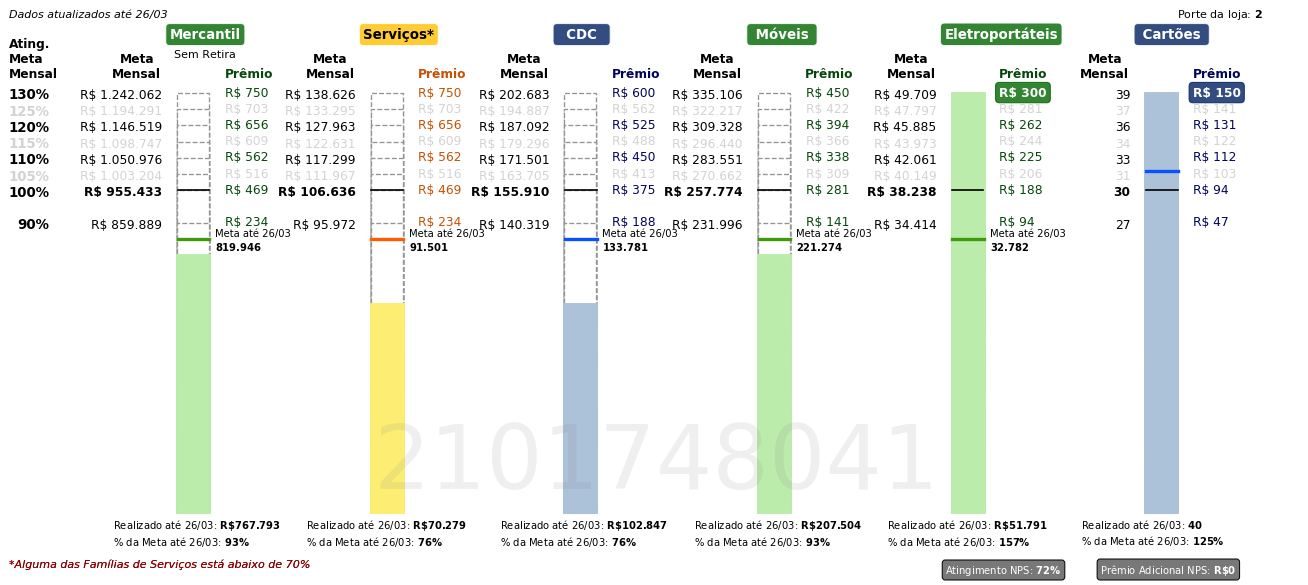 Dados atualizados até 26/03
Porte da loja: 2
Mercantil Serviços* CDC Móveis Eletroportáteis Cartões
Sem Retira
Ating. Meta Mensal
Meta Mensal Prêmio Meta Mensal Prêmio Meta Mensal Prêmio Meta Mensal Prêmio Meta Mensal Prêmio Meta Mensal Prêmio
130% R$ 1.242.062 R$ 750 R$ 138.626 R$ 750 R$ 202.683 R$ 600 R$ 335.106 R$ 450 R$ 49.709 R$ 300 39 R$ 150
125% R$ 1.194.291 R$ 703 R$ 133.295 R$ 703 R$ 194.887 R$ 562 R$ 322.217 R$ 422 R$ 47.797 R$ 281 37 R$ 141
120% R$ 1.146.519 R$ 656 R$ 127.963 R$ 656 R$ 187.092 R$ 525 R$ 309.328 R$ 394 R$ 45.885 R$ 262 36 R$ 131
115% R$ 1.098.747 R$ 609 R$ 122.631 R$ 609 R$ 179.296 R$ 488 R$ 296.440 R$ 366 R$ 43.973 R$ 244 34 R$ 122
110% R$ 1.050.976 R$ 562 R$ 117.299 R$ 562 R$ 171.501 R$ 450 R$ 283.551 R$ 338 R$ 42.061 R$ 225 33 R$ 112
105% R$ 1.003.204 R$ 516 R$ 111.967 R$ 516 R$ 163.705 R$ 413 R$ 270.662 R$ 309 R$ 40.149 R$ 206 31 R$ 103
100% R$ 955.433 R$ 469 R$ 106.636 R$ 469 R$ 155.910 R$ 375 R$ 257.774 R$ 281 R$ 38.238 R$ 188 30 R$ 94
90% R$ 859.889 R$ 234 R$ 95.972 R$ 234 R$ 140.319 R$ 188 R$ 231.996 R$ 141 R$ 34.414 R$ 94 27 R$ 47
Meta até 26/03 Meta até 26/03 Meta até 26/03 Meta até 26/03 Meta até 26/03
819.946 91.501 133.781 221.274 32.782
2101748041
Realizado até 26/03: R$767.793 Realizado até 26/03: R$70.279 Realizado até 26/03: R$102.847 Realizado até 26/03: R$207.504 Realizado até 26/03: R$51.791 Realizado até 26/03: 40
% da Meta até 26/03: 93% % da Meta até 26/03: 76% % da Meta até 26/03: 76% % da Meta até 26/03: 93% % da Meta até 26/03: 157% % da Meta até 26/03: 125%
*Alguma das Famílias de Serviços está abaixo de 70%
Atingimento NPS: 72% Prêmio Adicional NPS: R$0